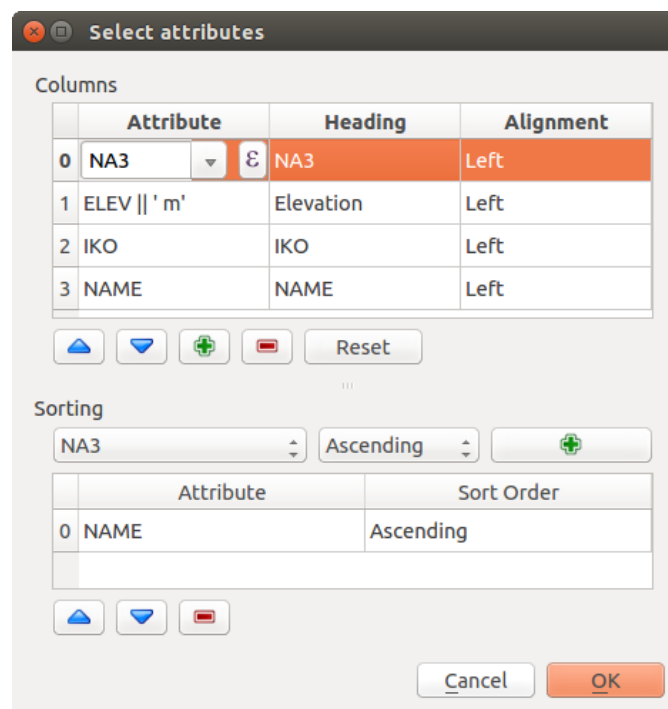 Select attributes
Columns
Attribute Heading Alignment
0 NA3 ε NA3 Left
1 ELEV || ' m' Elevation Left
2 IKO IKO Left
3 NAME NAME Left
Reset
Sorting
NA3 Ascending
Attribute Sort Order
0 NAME Ascending
Cancel OK